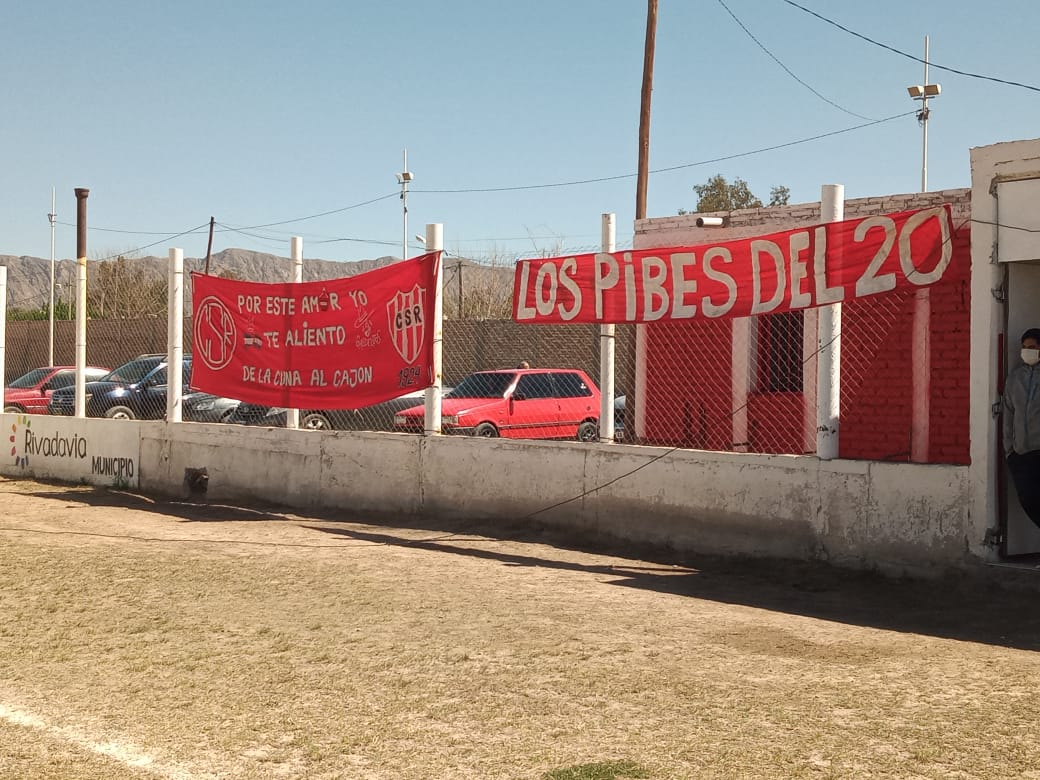 CSR
POR ESTE AMOR YO
TE ALIENTO
DE LA CUNA AL CAJON
CSR
1924
LOS PIBES DEL 20
Rivadavia
MUNICIPIO